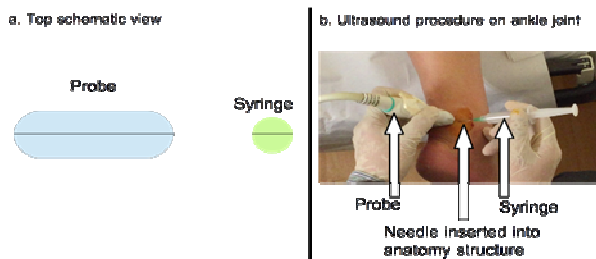 a. Top schematic view
Probe
Syringe
b. Ultrasound procedure on ankle joint
Probe
Syringe
Needle inserted into
anatomy structure